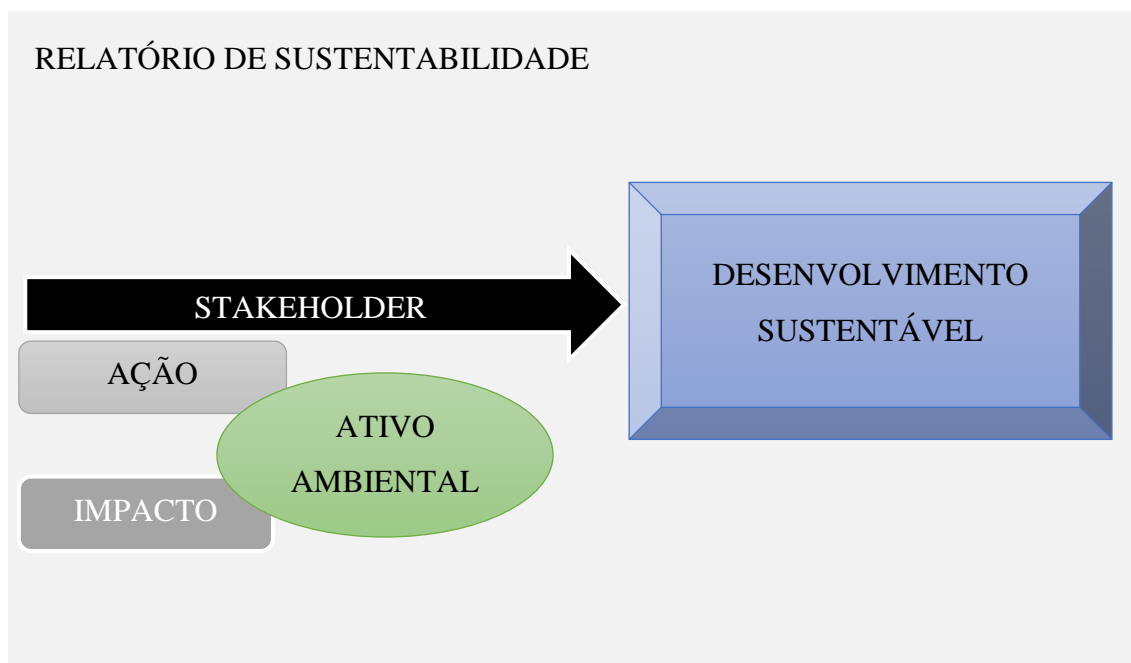 RELATÓRIO DE SUSTENTABILIDADE
STAKEHOLDER
DESENVOLVIMENTO
SUSTENTÁVEL
AÇÃO
ATIVO
AMBIENTAL
IMPACTO